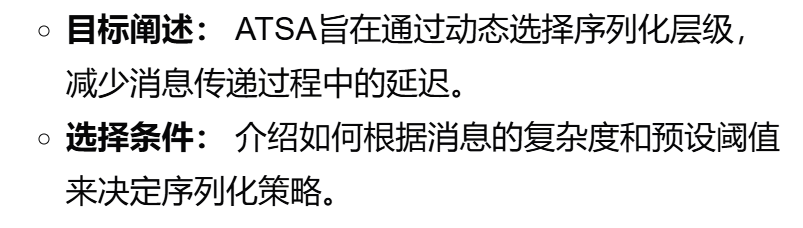 目标阐述： ATSA旨在通过动态选择序列化层级，
减少消息传递过程中的延迟。
选择条件： 介绍如何根据消息的复杂度和预设阈值
来决定序列化策略。